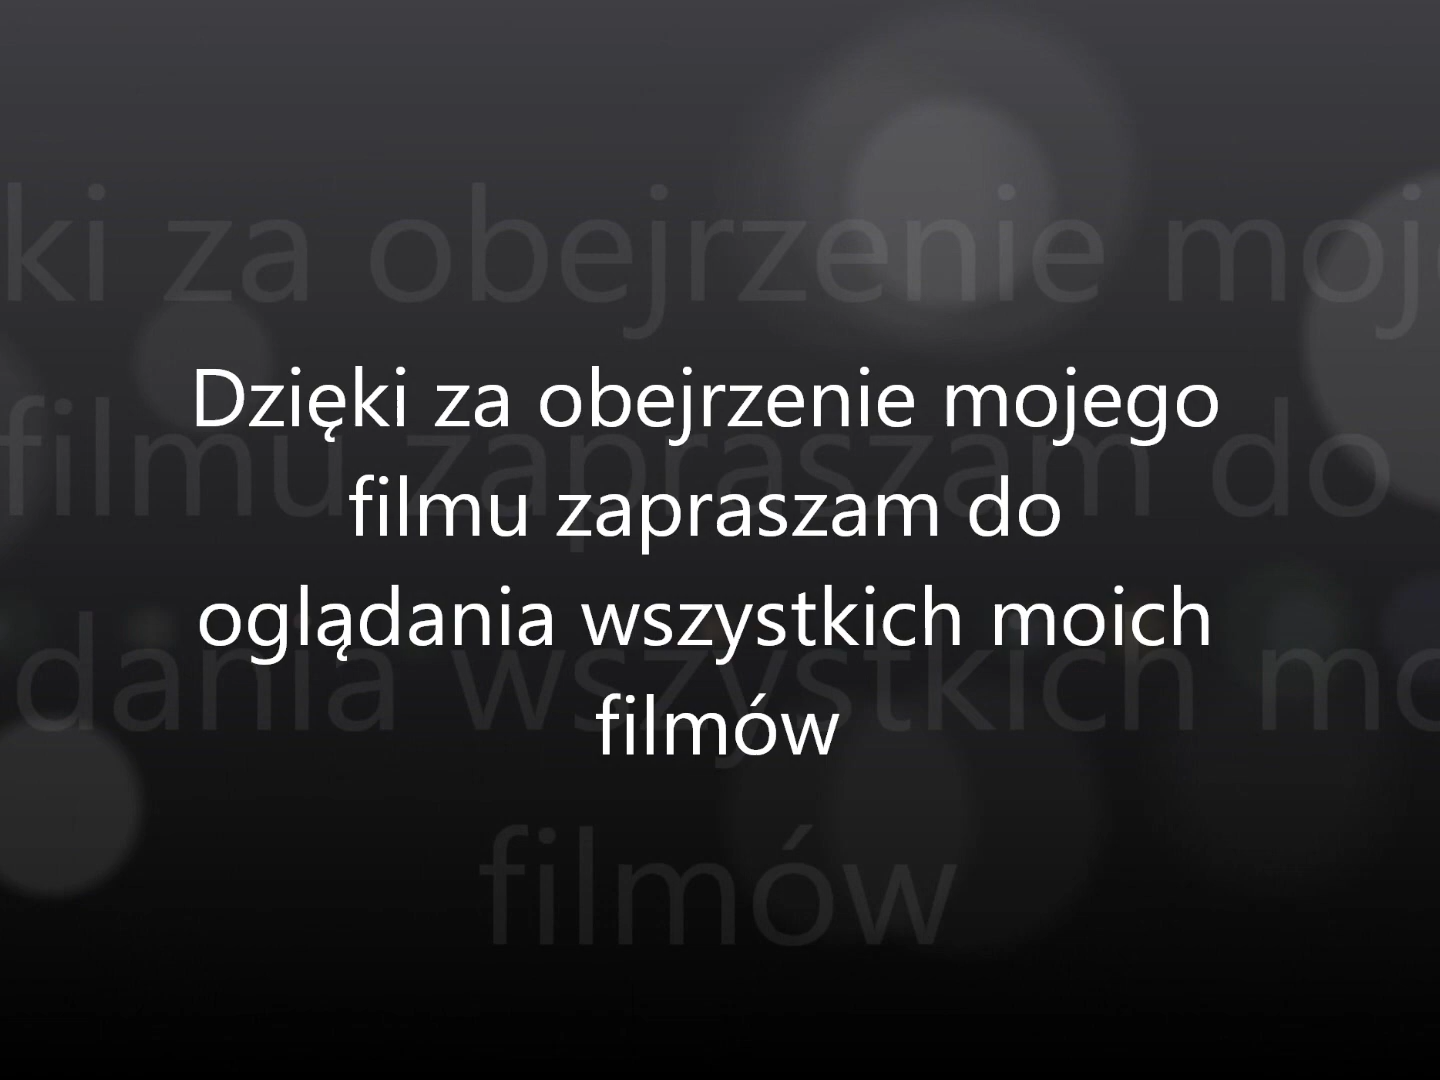 Dzięki za obejrzenie mojego
filmu zapraszam do
oglądania wszystkich moich
filmów